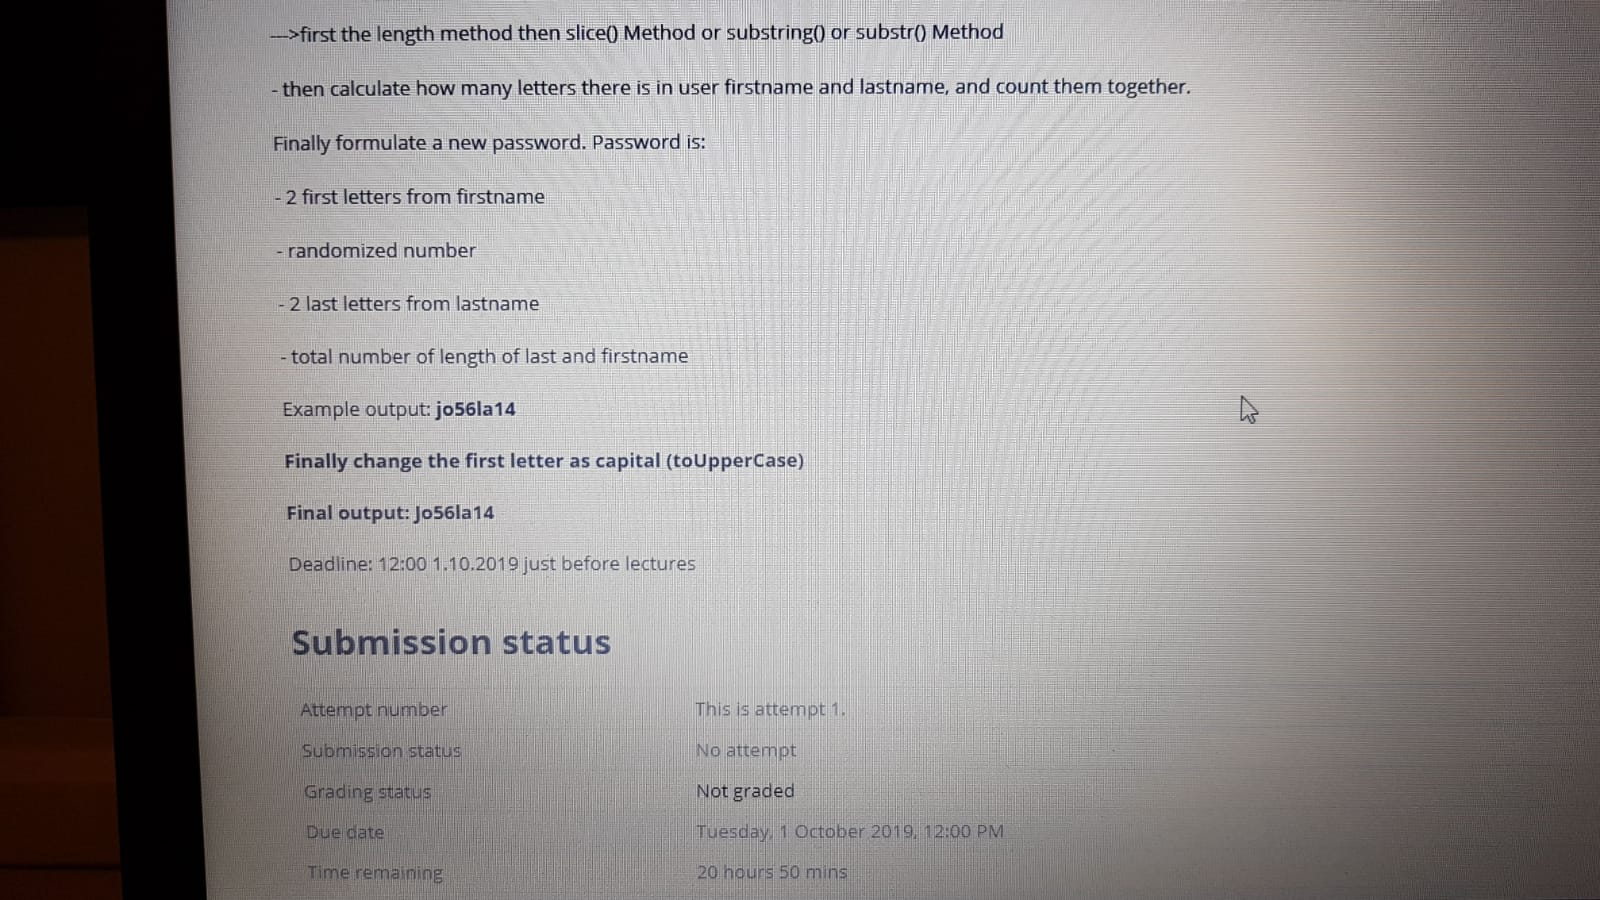 --->first the length method then slice() Method or substring() or substr() Method
- then calculate how many letters there is in user firstname and lastname, and count them together.
Finally formulate a new password. Password is:
- 2 first letters from firstname
- randomized number
- 2 last letters from lastname
- total number of length of last and firstname
Example output: jo56la14
Finally change the first letter as capital (toUpperCase)
Final output: Jo56la14
Deadline: 12:00 1.10.2019 just before lectures
Submission status
Attempt number This is attempt 1.
Submission status No attempt
Grading status Not graded
Due date Tuesday, 1 October 2019, 12:00 PM
Time remaining 20 hours 50 mins